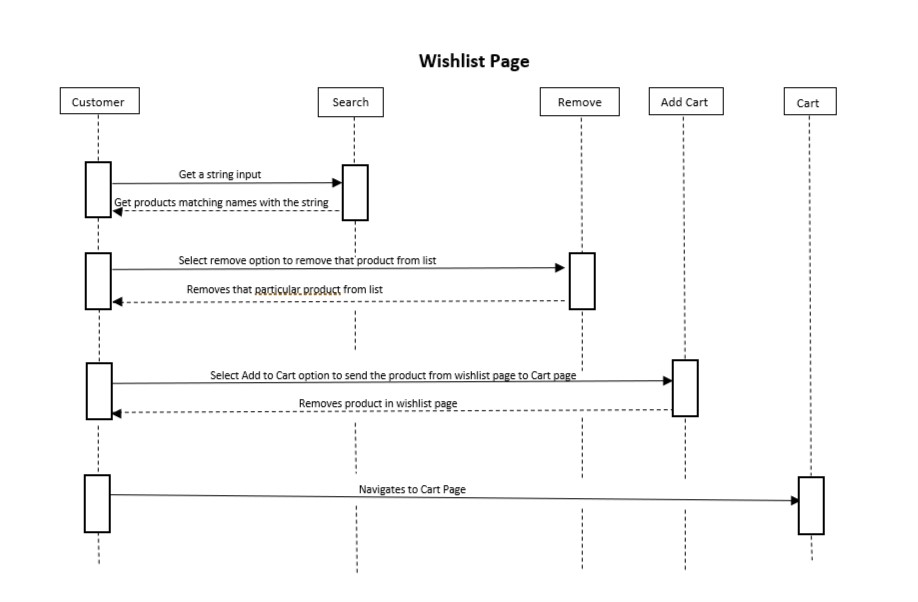 Wishlist Page
Customer
Search
Remove
Add Cart
Cart
Get a string input
Get products matching names with the string
Select remove option to remove that product from list
Removes that particular product from list
Select Add to Cart option to send the product from wishlist page to Cart page
Removes product in wishlist page
Navigates to Cart Page